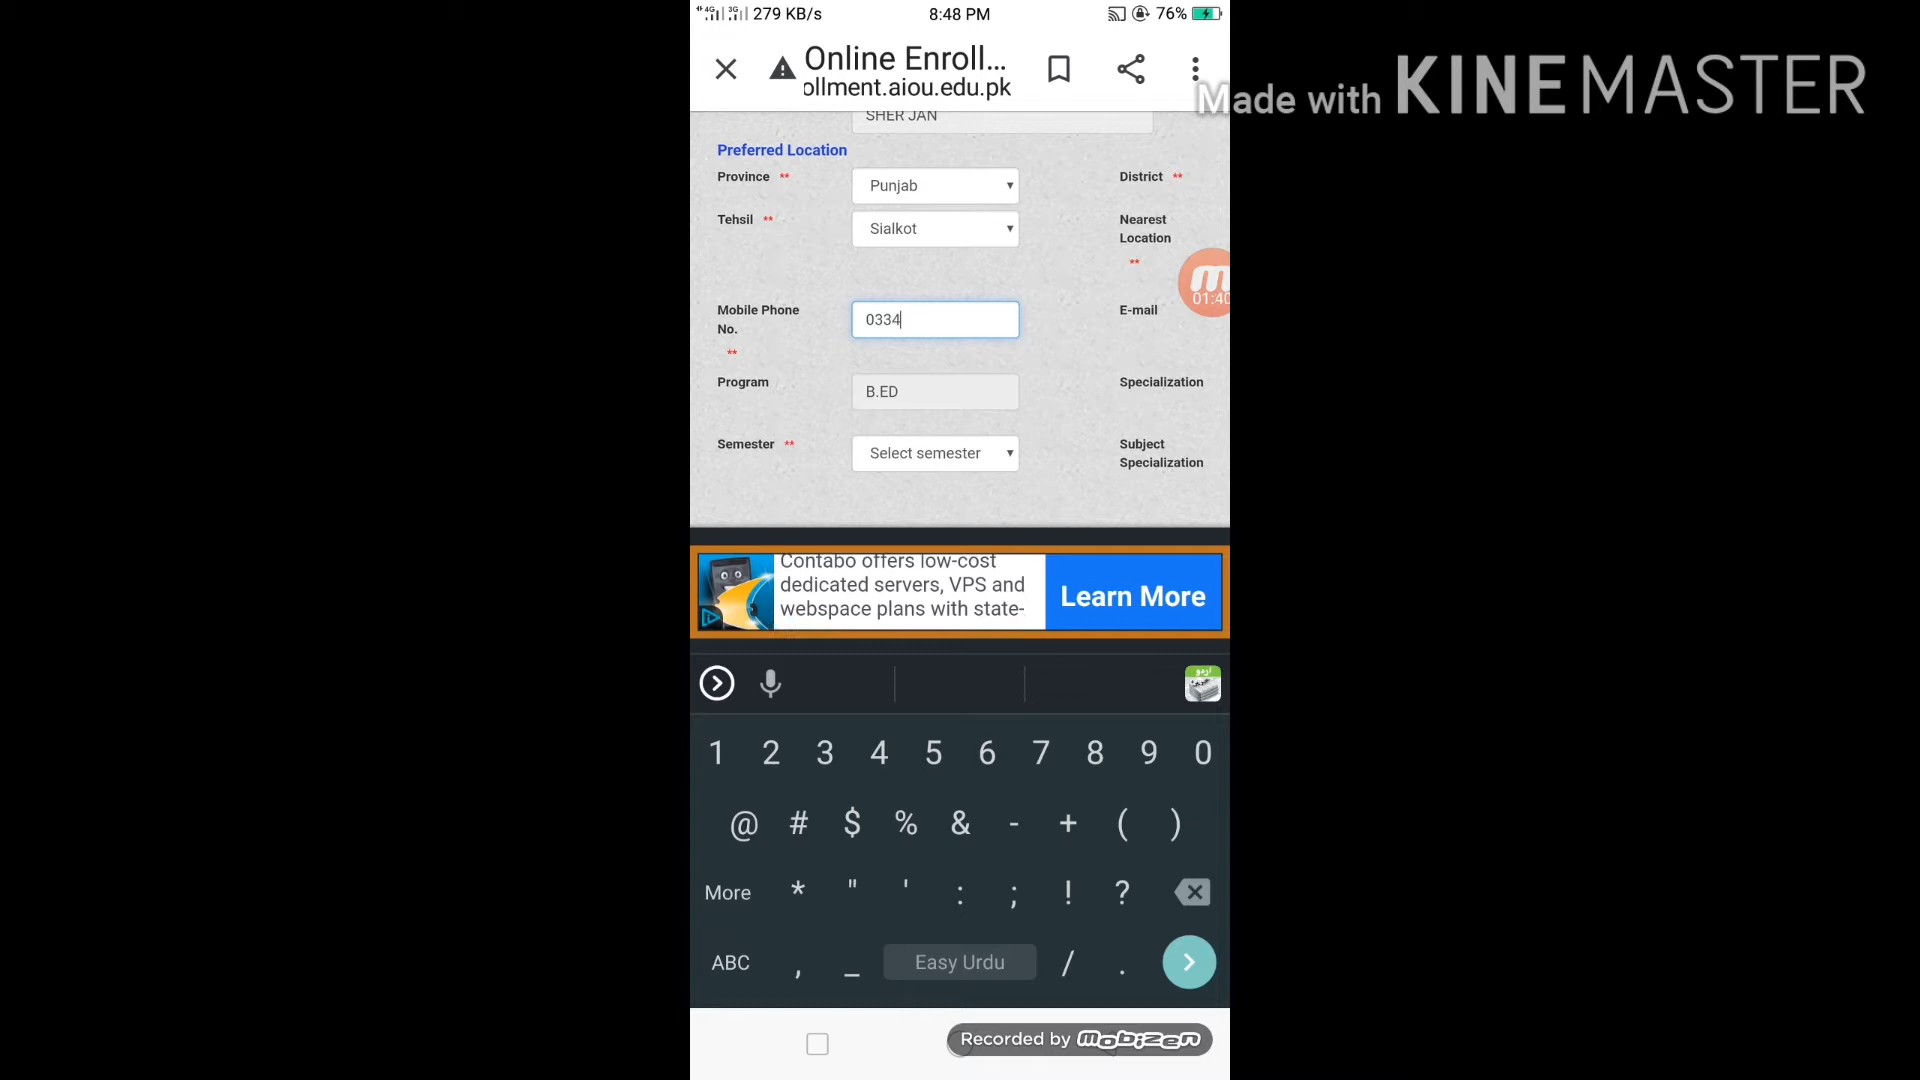 4G 3G 279 KB/s 8:48 PM 76%
Online Enroll...
ollment.aiou.edu.pk
Made with KINEMASTER
SHER JAN
Preferred Location
Province ** Punjab District **
Tehsil ** Sialkot Nearest
Location
**
01:40
Mobile Phone
No. 0334 E-mail
**
Program B.ED Specialization
Semester ** Select semester Subject
Specialization
Contabo offers low-cost
dedicated servers, VPS and
webspace plans with state-
Learn More
اردو
1 2 3 4 5 6 7 8 9 0
@ # $ % & - + ( )
More * " ' : ; ! ?
ABC , _ Easy Urdu / .
Recorded by mobizen